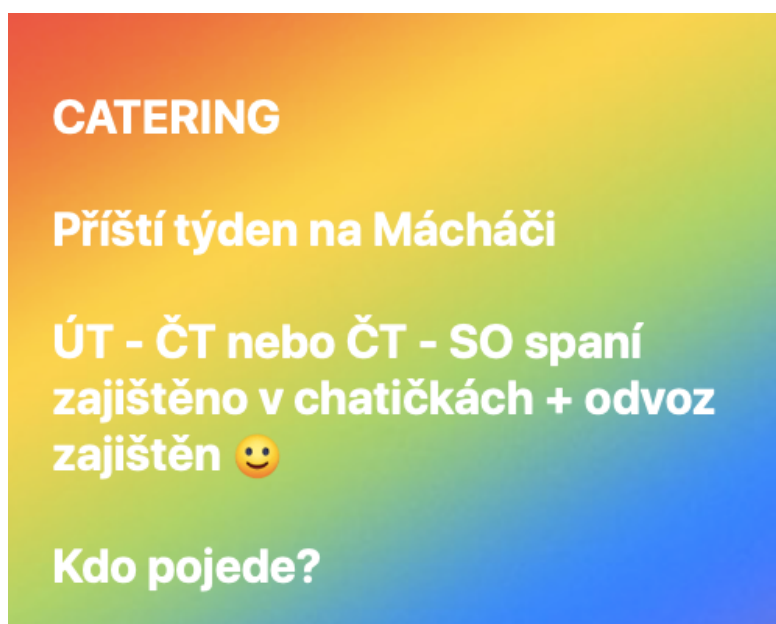 CATERING
Příští týden na Mácháči
ÚT - ČT nebo ČT - SO spaní
zajištěno v chatičkách + odvoz
zajištěn 🙂
Kdo pojede?